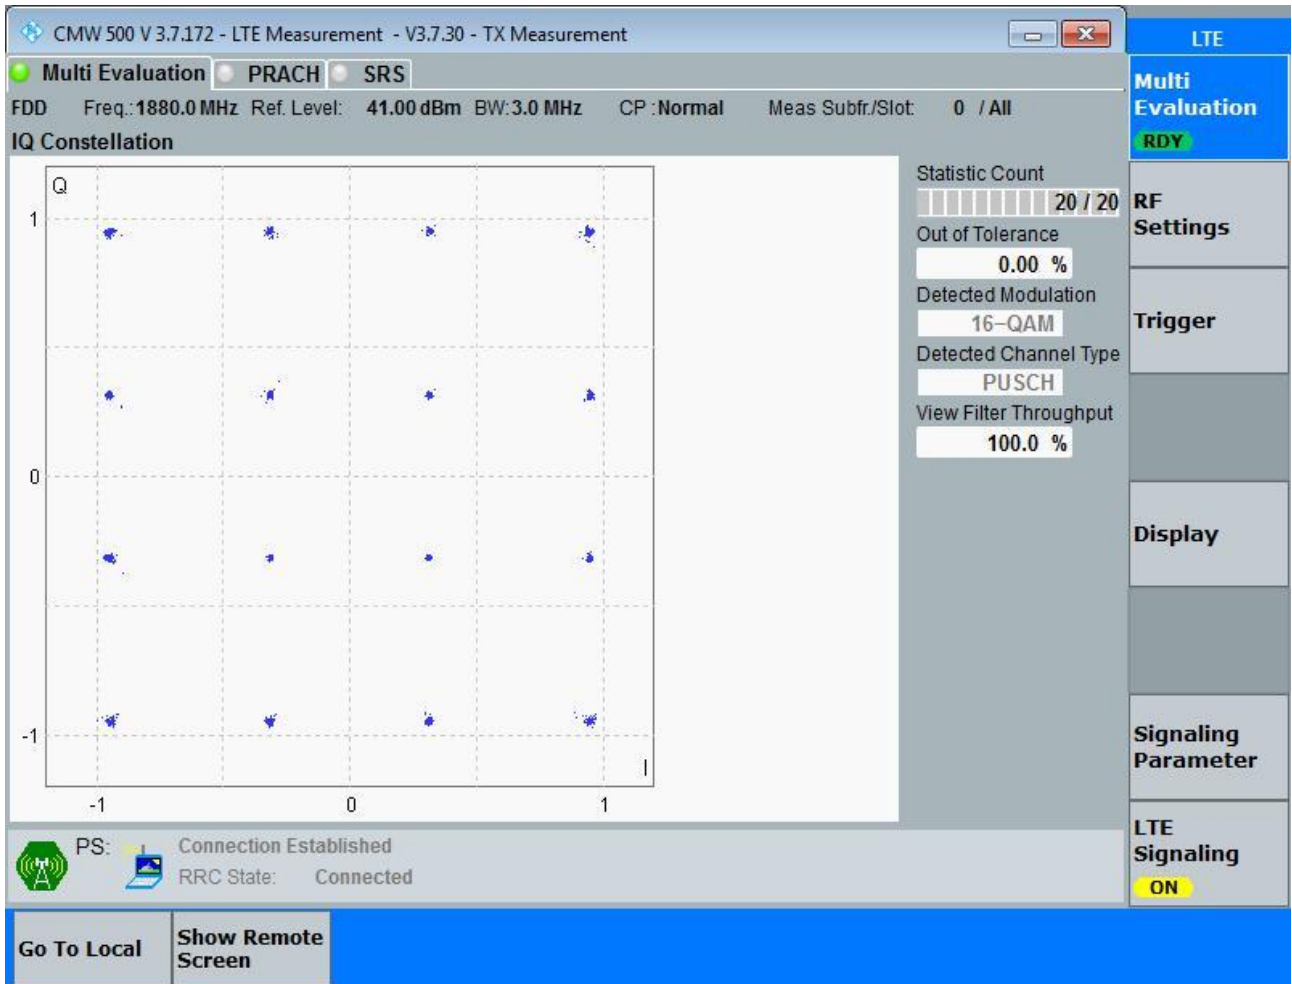 CMW 500 V 3.7.172 - LTE Measurement - V3.7.30 - TX Measurement
LTE
Multi Evaluation PRACH SRS
FDD Freq.:1880.0 MHz Ref. Level: 41.00 dBm BW:3.0 MHz CP :Normal Meas Subfr./Slot: 0 / All
IQ Constellation
Q
1
0
-1
I
-1 0 1
Statistic Count
20 / 20
Out of Tolerance
0.00 %
Detected Modulation
16-QAM
Detected Channel Type
PUSCH
View Filter Throughput
100.0 %
Multi
Evaluation
RDY
RF
Settings
Trigger
Display
Signaling
Parameter
LTE
Signaling
ON
PS: Connection Established
RRC State: Connected
Go To Local
Show Remote
Screen